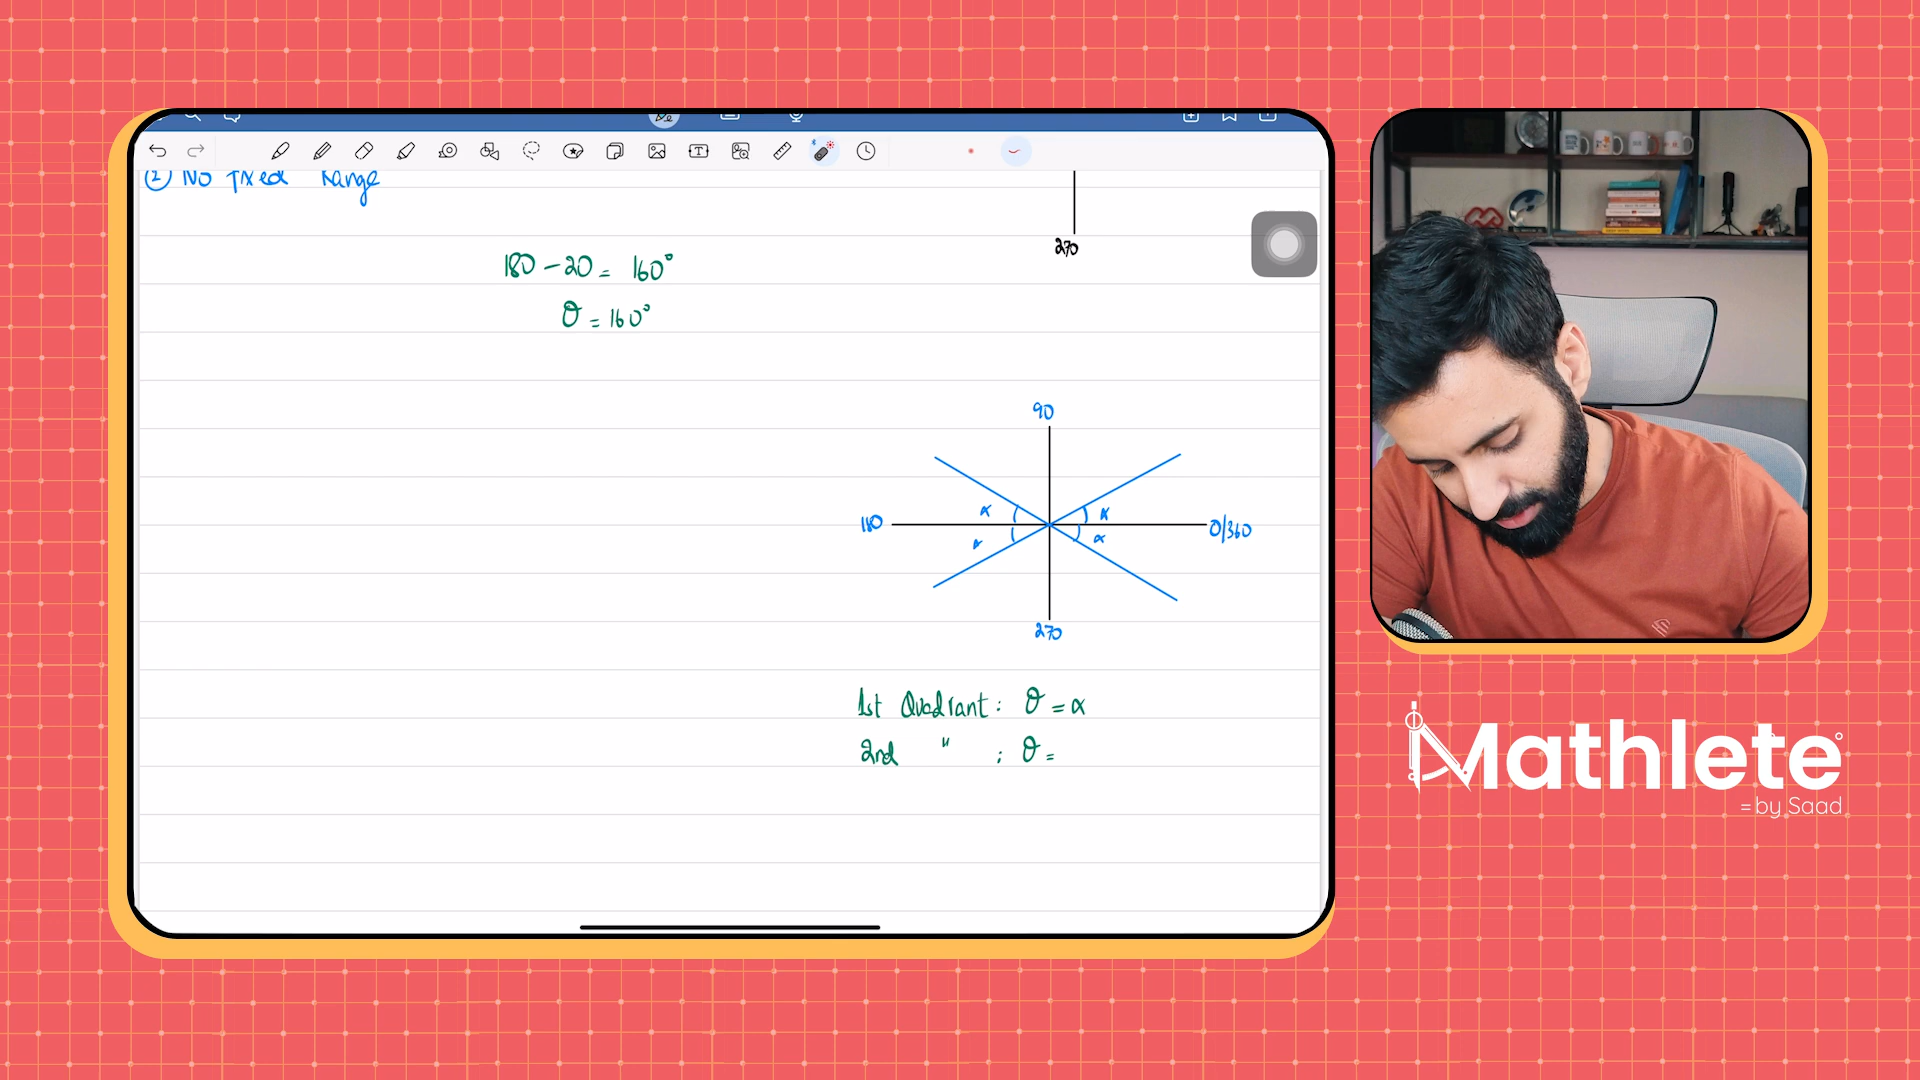 ② No fixed Range
270
180 - 20 = 160°
θ = 160°
90
α α
180 0/360
α α
270
1st Quadrant : θ = α
2nd " : θ =
Mathlete
= by Saad